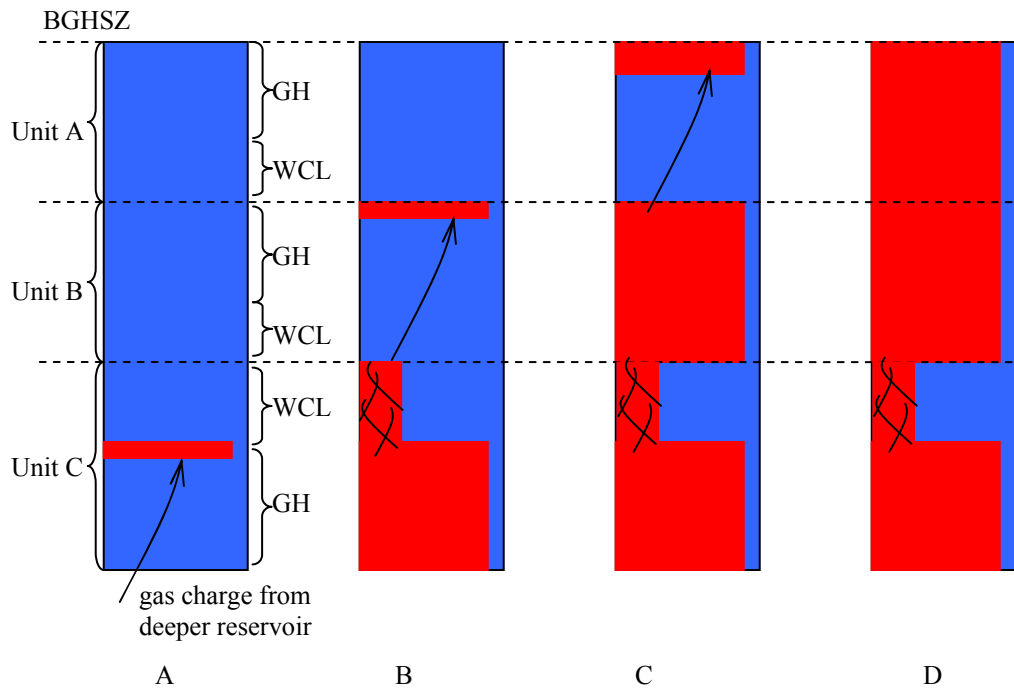 BGHSZ
GH
Unit A
WCL
GH
Unit B
WCL
WCL
Unit C
GH
gas charge from
deeper reservoir
A
B
C
D